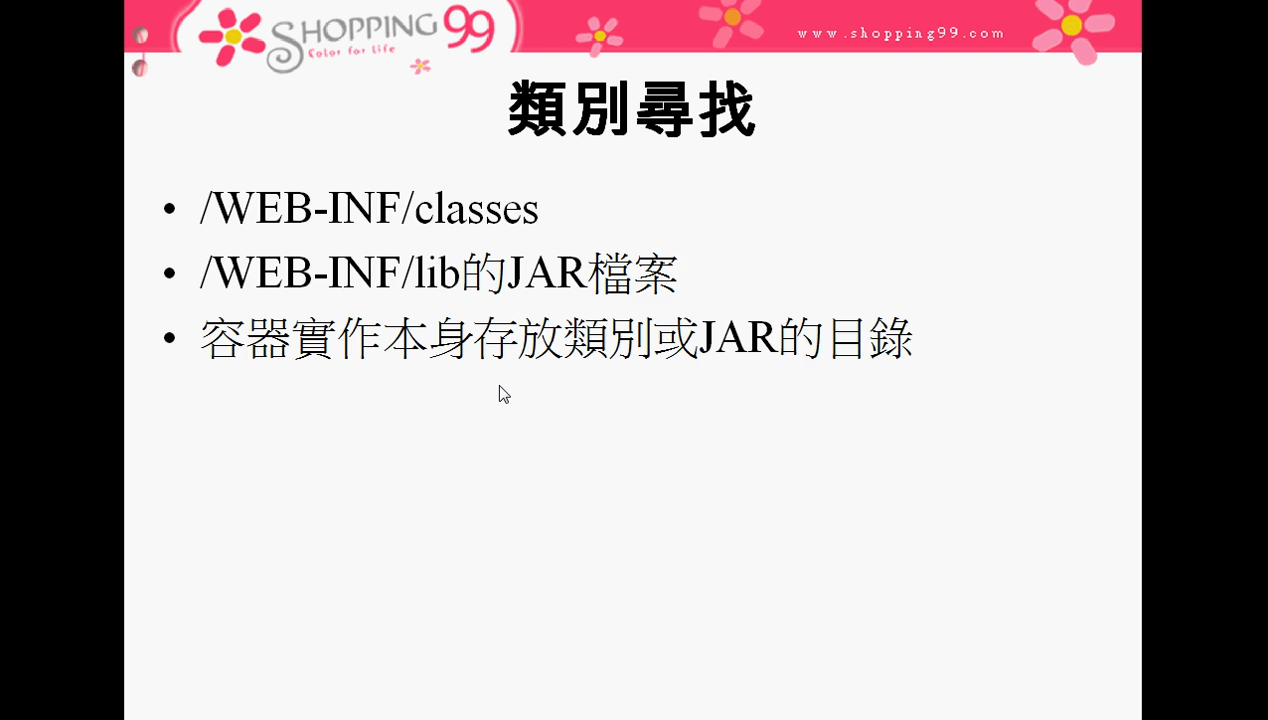 SHOPPING 99
Color for Life
www.shopping99.com
類別尋找
• /WEB-INF/classes
• /WEB-INF/lib的JAR檔案
• 容器實作本身存放類別或JAR的目錄